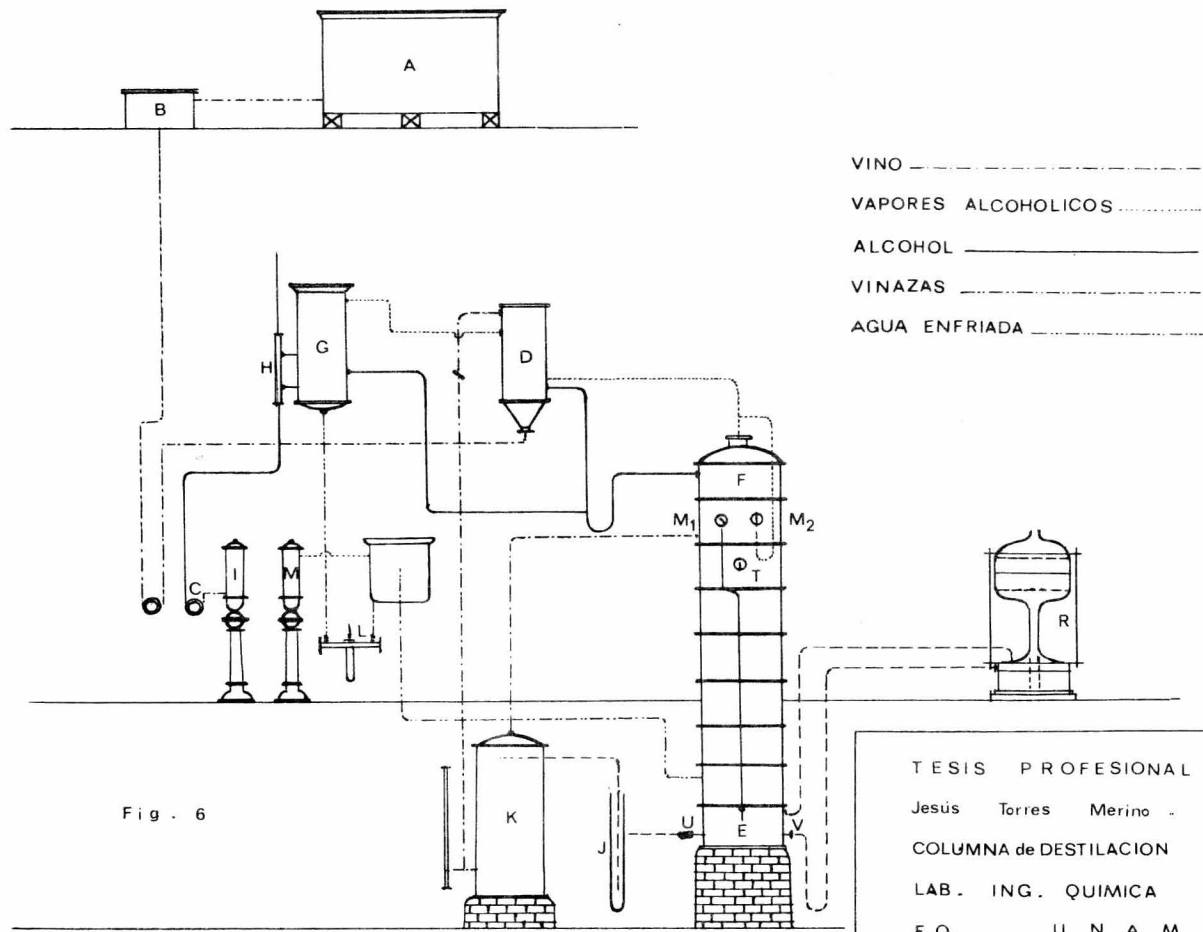 A
B
VINO
VAPORES ALCOHOLICOS
ALCOHOL
VINAZAS
AGUA ENFRIADA
G
D
H
F
M1 M2
T
C I M
L
R
K
J
U E V
Fig. 6
TESIS PROFESIONAL
Jesús Torres Merino .
COLUMNA de DESTILACION
LAB. ING. QUIMICA
F.Q. U N A M